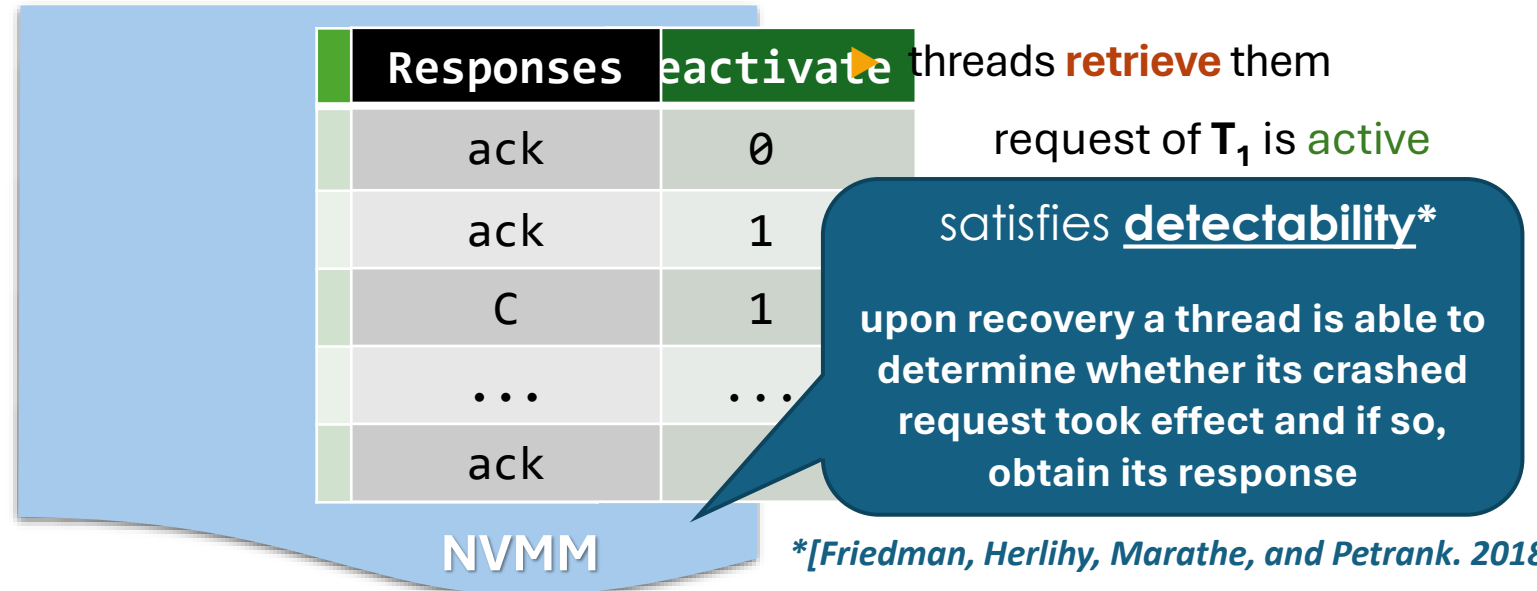 Responses eactivate threads retrieve them
ack 0 request of T₁ is active
ack 1
C 1
... ...
ack
satisfies detectability*
upon recovery a thread is able to
determine whether its crashed
request took effect and if so,
obtain its response
NVMM
*[Friedman, Herlihy, Marathe, and Petrank. 2018